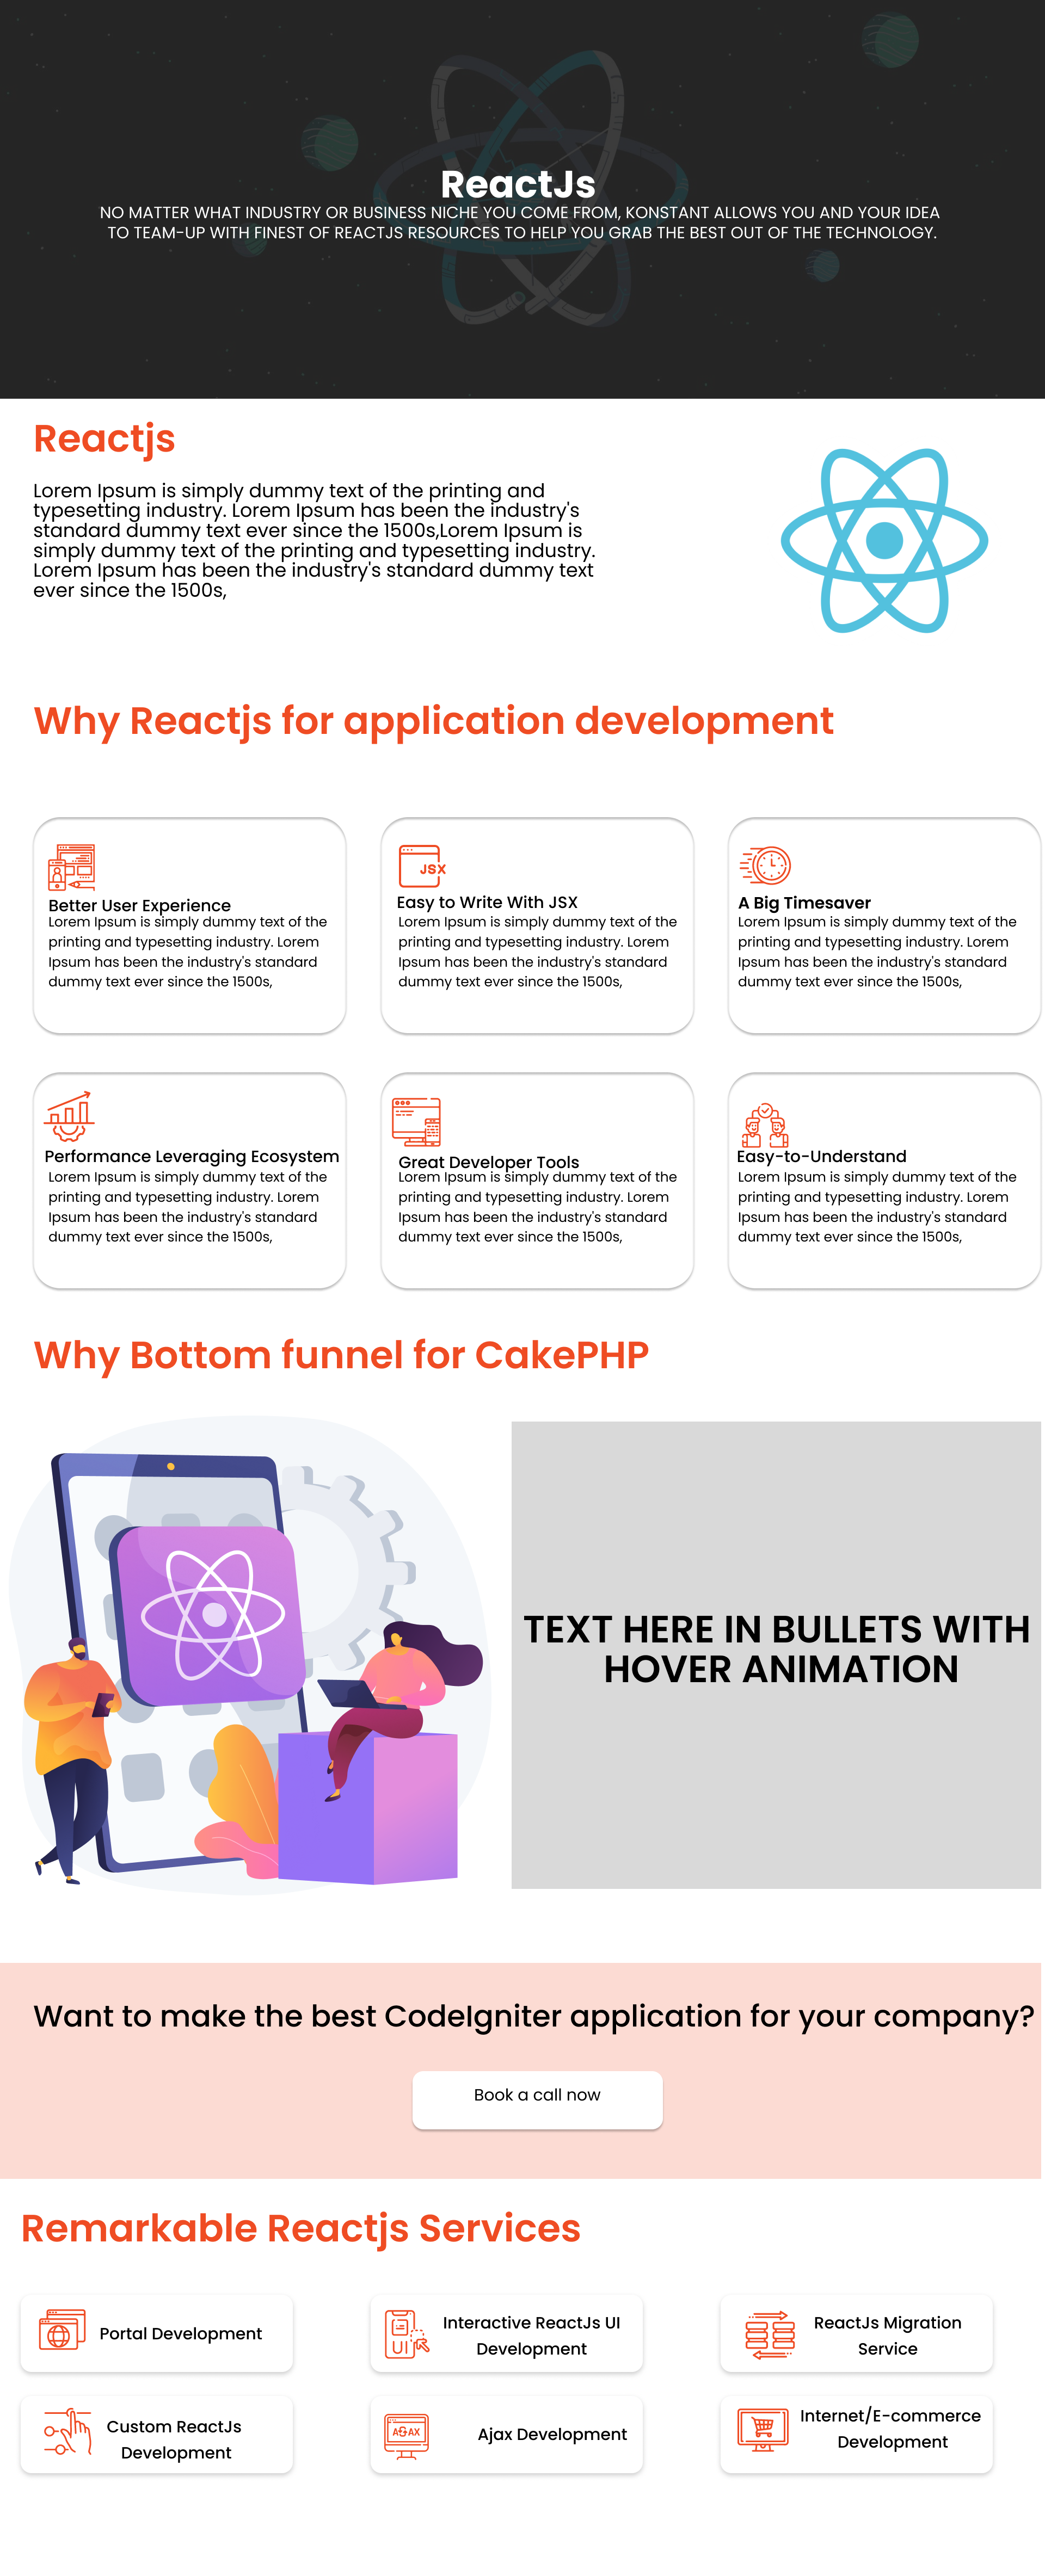 ReactJs
NO MATTER WHAT INDUSTRY OR BUSINESS NICHE YOU COME FROM, KONSTANT ALLOWS YOU AND YOUR IDEA
TO TEAM-UP WITH FINEST OF REACTJS RESOURCES TO HELP YOU GRAB THE BEST OUT OF THE TECHNOLOGY.
Reactjs
Lorem Ipsum is simply dummy text of the printing and
typesetting industry. Lorem Ipsum has been the industry's
standard dummy text ever since the 1500s,Lorem Ipsum is
simply dummy text of the printing and typesetting industry.
Lorem Ipsum has been the industry's standard dummy text
ever since the 1500s,
Why Reactjs for application development
Better User Experience
Lorem Ipsum is simply dummy text of the
printing and typesetting industry. Lorem
Ipsum has been the industry's standard
dummy text ever since the 1500s,
JSX
Easy to Write With JSX
Lorem Ipsum is simply dummy text of the
printing and typesetting industry. Lorem
Ipsum has been the industry's standard
dummy text ever since the 1500s,
A Big Timesaver
Lorem Ipsum is simply dummy text of the
printing and typesetting industry. Lorem
Ipsum has been the industry's standard
dummy text ever since the 1500s,
Performance Leveraging Ecosystem
Lorem Ipsum is simply dummy text of the
printing and typesetting industry. Lorem
Ipsum has been the industry's standard
dummy text ever since the 1500s,
Great Developer Tools
Lorem Ipsum is simply dummy text of the
printing and typesetting industry. Lorem
Ipsum has been the industry's standard
dummy text ever since the 1500s,
Easy-to-Understand
Lorem Ipsum is simply dummy text of the
printing and typesetting industry. Lorem
Ipsum has been the industry's standard
dummy text ever since the 1500s,
Why Bottom funnel for CakePHP
TEXT HERE IN BULLETS WITH
HOVER ANIMATION
Want to make the best CodeIgniter application for your company?
Book a call now
Remarkable Reactjs Services
Portal Development
UI
Interactive ReactJs UI
Development
ReactJs Migration
Service
Custom ReactJs
Development
AJAX
Ajax Development
Internet/E-commerce
Development